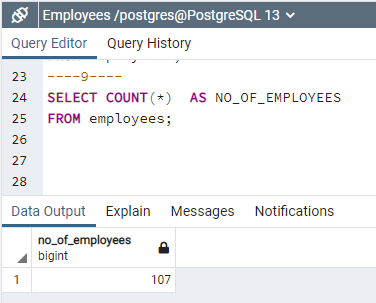 Employees /postgres@PostgreSQL 13
Query Editor Query History
23 ----9----
24 SELECT COUNT(*)  AS NO_OF_EMPLOYEES
25 FROM employees;
26
27
28
Data Output Explain Messages Notifications
no_of_employees
bigint
1 107